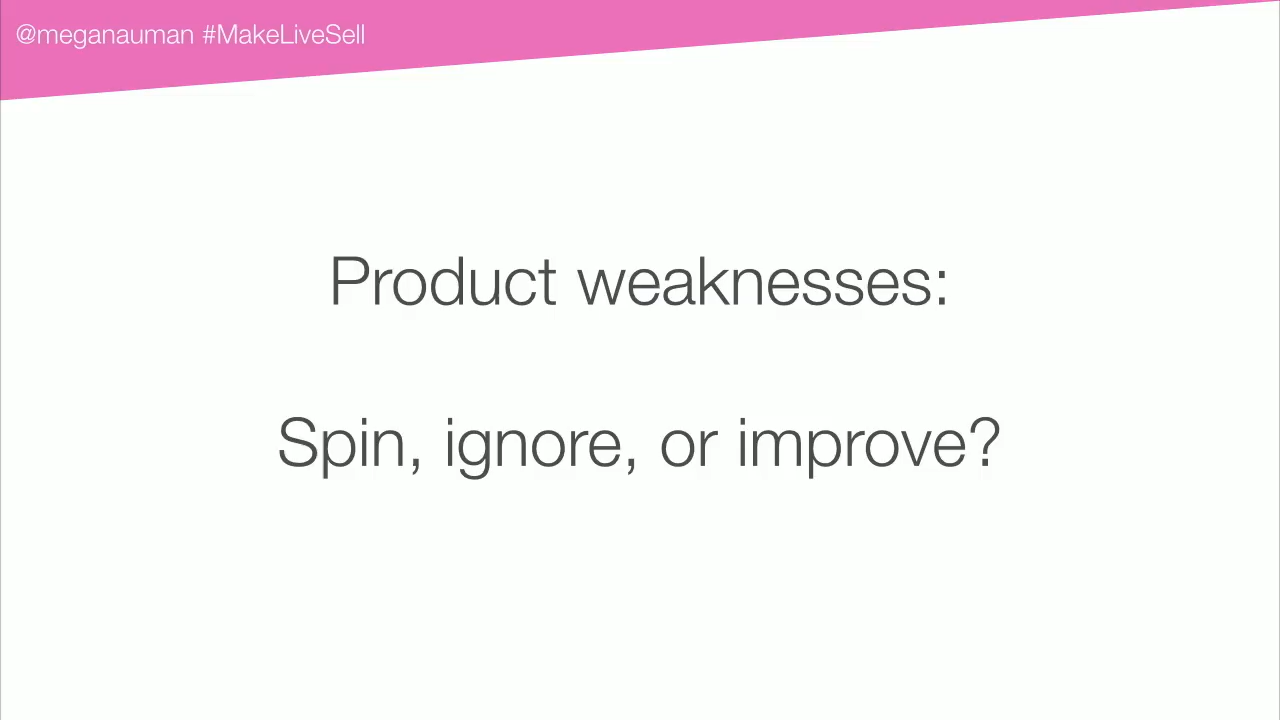 @meganauman #MakeLiveSell
Product weaknesses:
Spin, ignore, or improve?